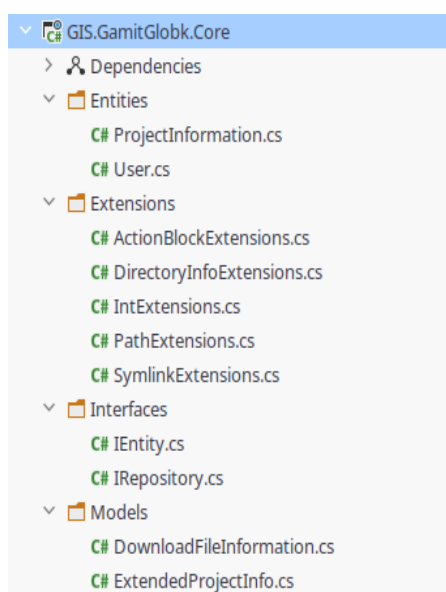 GIS.GamitGlobk.Core
Dependencies
Entities
C# ProjectInformation.cs
C# User.cs
Extensions
C# ActionBlockExtensions.cs
C# DirectoryInfoExtensions.cs
C# IntExtensions.cs
C# PathExtensions.cs
C# SymlinkExtensions.cs
Interfaces
C# IEntity.cs
C# IRepository.cs
Models
C# DownloadFileInformation.cs
C# ExtendedProjectInfo.cs